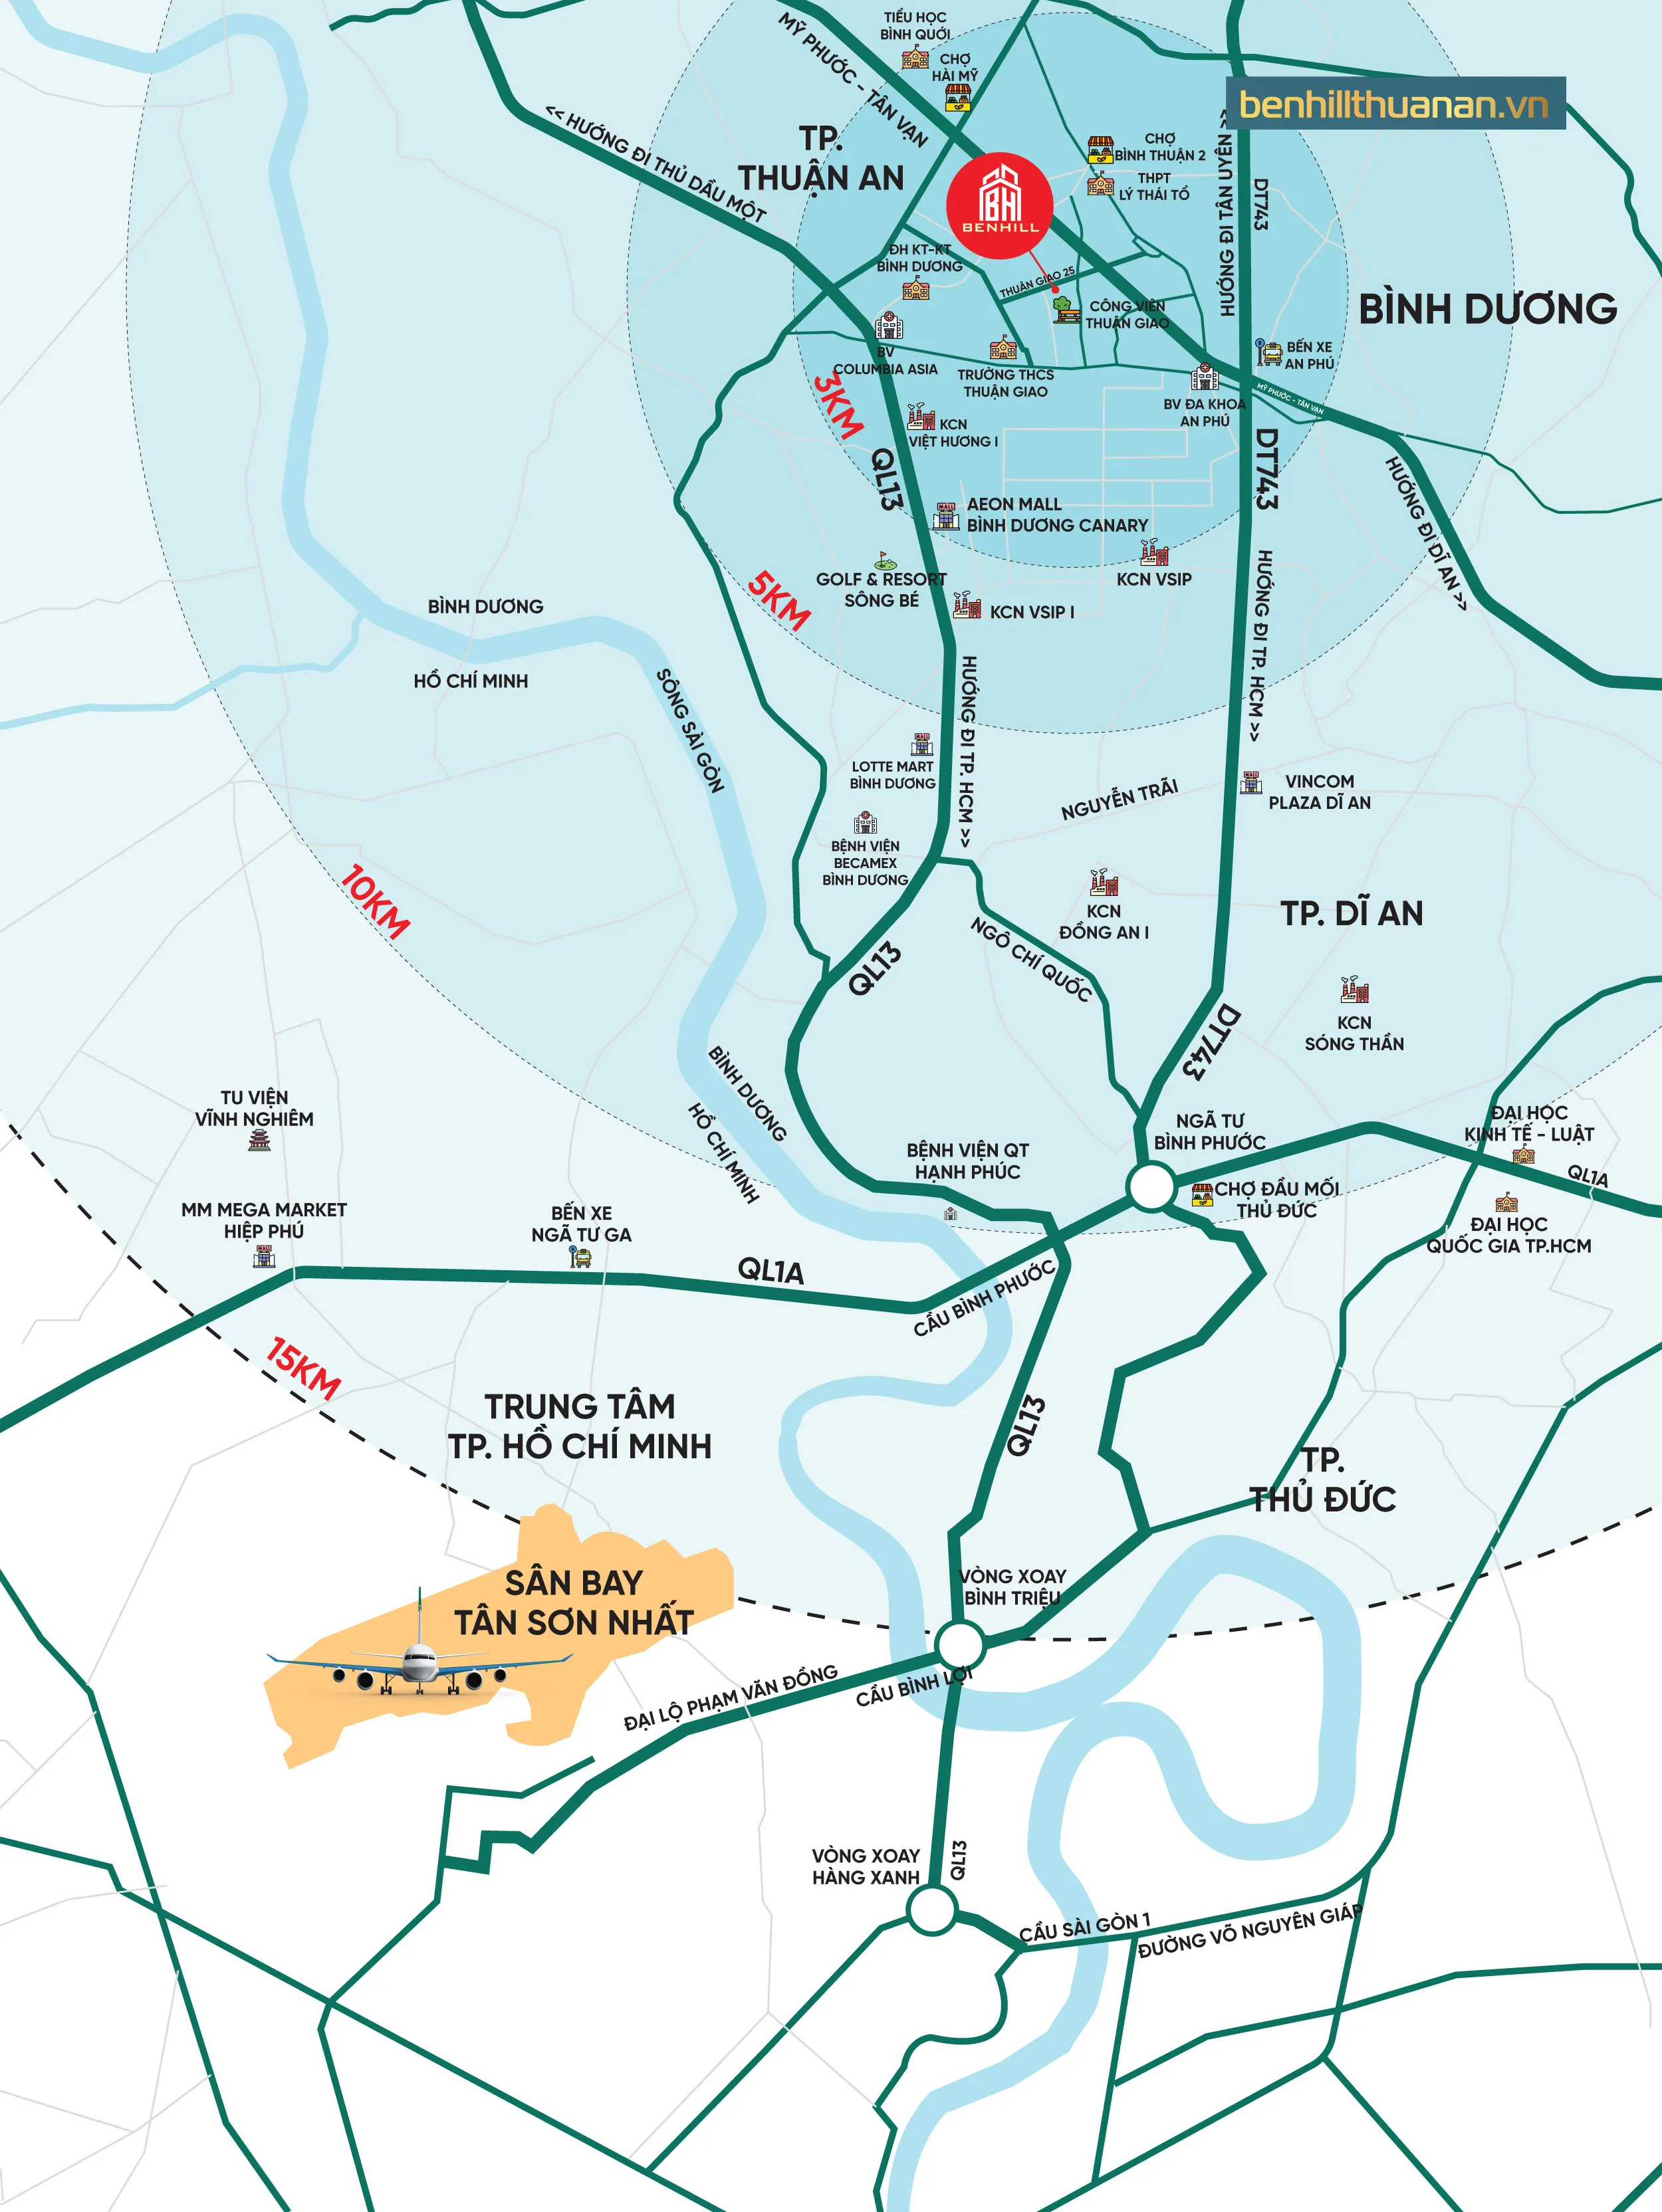 TIỂU HỌC
BÌNH QUỚI
CHỢ
HÀI MỸ
MỸ PHƯỚC - TÂN VẠN
benhillthuanan.vn
<< HƯỚNG ĐI THỦ DẦU MỘT
TP.
THUẬN AN
CHỢ
BÌNH THUẬN 2
THPT
LÝ THÁI TỔ
HƯỚNG ĐI TÂN UYÊN >>
DT743
BH
BENHILL
ĐH KT-KT
BÌNH DƯƠNG
THUẬN GIAO 25
CÔNG VIÊN
THUẬN GIAO
BÌNH DƯƠNG
BV
COLUMBIA ASIA
TRƯỜNG THCS
THUẬN GIAO
BẾN XE
AN PHÚ
MỸ PHƯỚC - TÂN VẠN
BV ĐA KHOA
AN PHÚ
3KM
KCN
VIỆT HƯƠNG I
QL13
DT743
HƯỚNG ĐI DĨ AN >>
MALL
AEON MALL
BÌNH DƯƠNG CANARY
GOLF & RESORT
SÔNG BÉ
KCN VSIP
5KM
KCN VSIP I
HƯỚNG ĐI TP. HCM >>
BÌNH DƯƠNG
HỒ CHÍ MINH
SÔNG SÀI GÒN
HƯỚNG ĐI TP. HCM >>
MALL
LOTTE MART
BÌNH DƯƠNG
NGUYỄN TRÃI
MALL
VINCOM
PLAZA DĨ AN
BỆNH VIỆN
BECAMEX
BÌNH DƯƠNG
10KM
KCN
ĐỒNG AN I
TP. DĨ AN
NGÔ CHÍ QUỐC
QL13
KCN
SÓNG THẦN
DT743
BÌNH DƯƠNG
HỒ CHÍ MINH
TU VIỆN
VĨNH NGHIÊM
NGÃ TƯ
BÌNH PHƯỚC
ĐẠI HỌC
KINH TẾ - LUẬT
BỆNH VIỆN QT
HẠNH PHÚC
QL1A
CHỢ ĐẦU MỐI
THỦ ĐỨC
MM MEGA MARKET
HIỆP PHÚ
MALL
BẾN XE
NGÃ TƯ GA
ĐẠI HỌC
QUỐC GIA TP.HCM
QL1A
CẦU BÌNH PHƯỚC
15KM
TRUNG TÂM
TP. HỒ CHÍ MINH
QL13
TP.
THỦ ĐỨC
SÂN BAY
TÂN SƠN NHẤT
VÒNG XOAY
BÌNH TRIỆU
ĐẠI LỘ PHẠM VĂN ĐỒNG
CẦU BÌNH LỢI
VÒNG XOAY
HÀNG XANH
QL13
CẦU SÀI GÒN 1
ĐƯỜNG VÕ NGUYÊN GIÁP